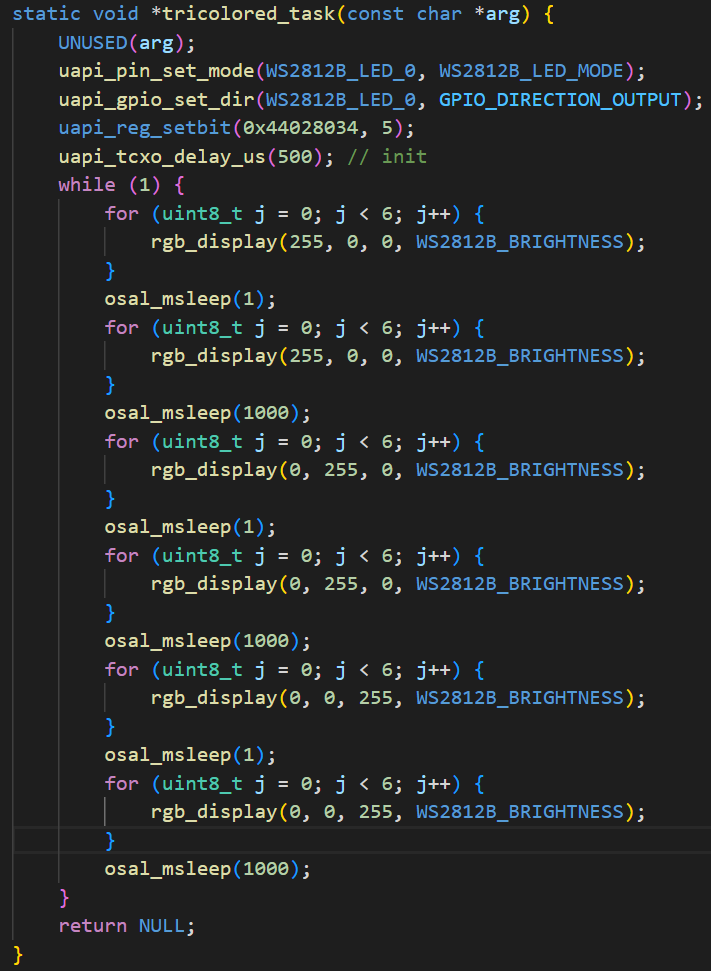 static void *tricolored_task(const char *arg) {
    UNUSED(arg);
    uapi_pin_set_mode(WS2812B_LED_0, WS2812B_LED_MODE);
    uapi_gpio_set_dir(WS2812B_LED_0, GPIO_DIRECTION_OUTPUT);
    uapi_reg_setbit(0x44028034, 5);
    uapi_tcxo_delay_us(500); // init
    while (1) {
        for (uint8_t j = 0; j < 6; j++) {
            rgb_display(255, 0, 0, WS2812B_BRIGHTNESS);
        }
        osal_msleep(1);
        for (uint8_t j = 0; j < 6; j++) {
            rgb_display(255, 0, 0, WS2812B_BRIGHTNESS);
        }
        osal_msleep(1000);
        for (uint8_t j = 0; j < 6; j++) {
            rgb_display(0, 255, 0, WS2812B_BRIGHTNESS);
        }
        osal_msleep(1);
        for (uint8_t j = 0; j < 6; j++) {
            rgb_display(0, 255, 0, WS2812B_BRIGHTNESS);
        }
        osal_msleep(1000);
        for (uint8_t j = 0; j < 6; j++) {
            rgb_display(0, 0, 255, WS2812B_BRIGHTNESS);
        }
        osal_msleep(1);
        for (uint8_t j = 0; j < 6; j++) {
            rgb_display(0, 0, 255, WS2812B_BRIGHTNESS);
        }
        osal_msleep(1000);
    }
    return NULL;
}